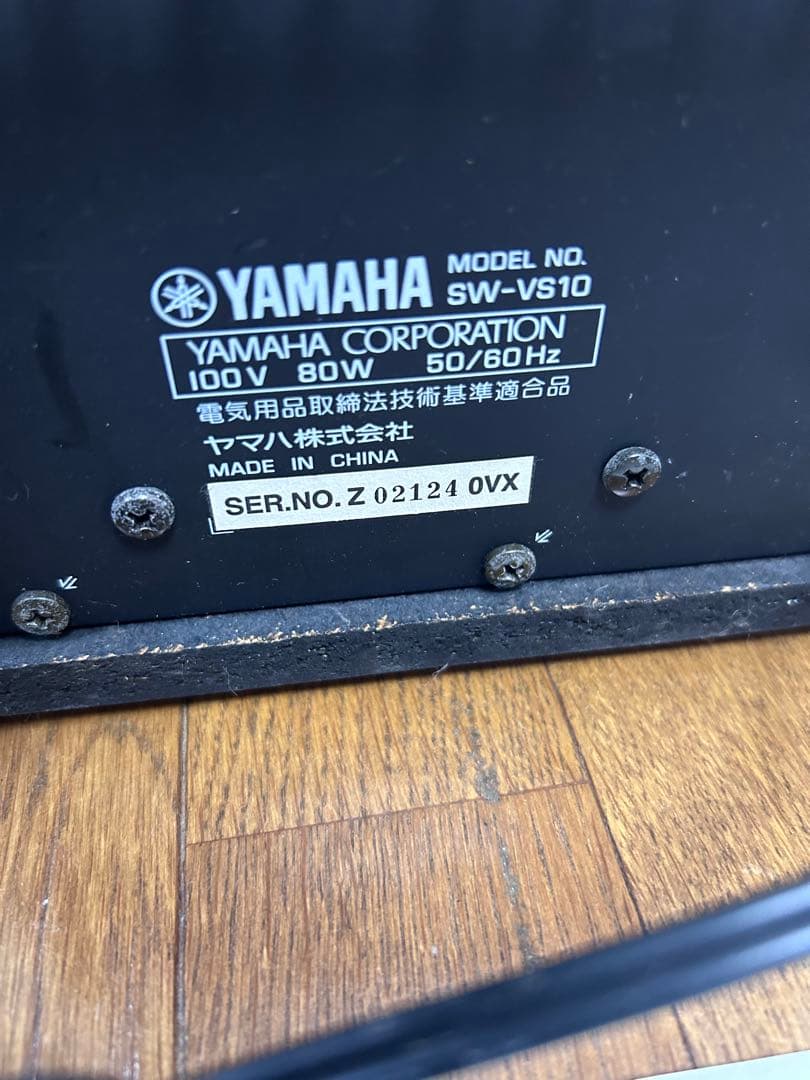 YAMAHA MODEL NO.
SW-VS10
YAMAHA CORPORATION
100V 80W 50/60Hz
電気用品取締法技術基準適合品
ヤマハ株式会社
MADE IN CHINA
SER.NO. Z 02124 0VX